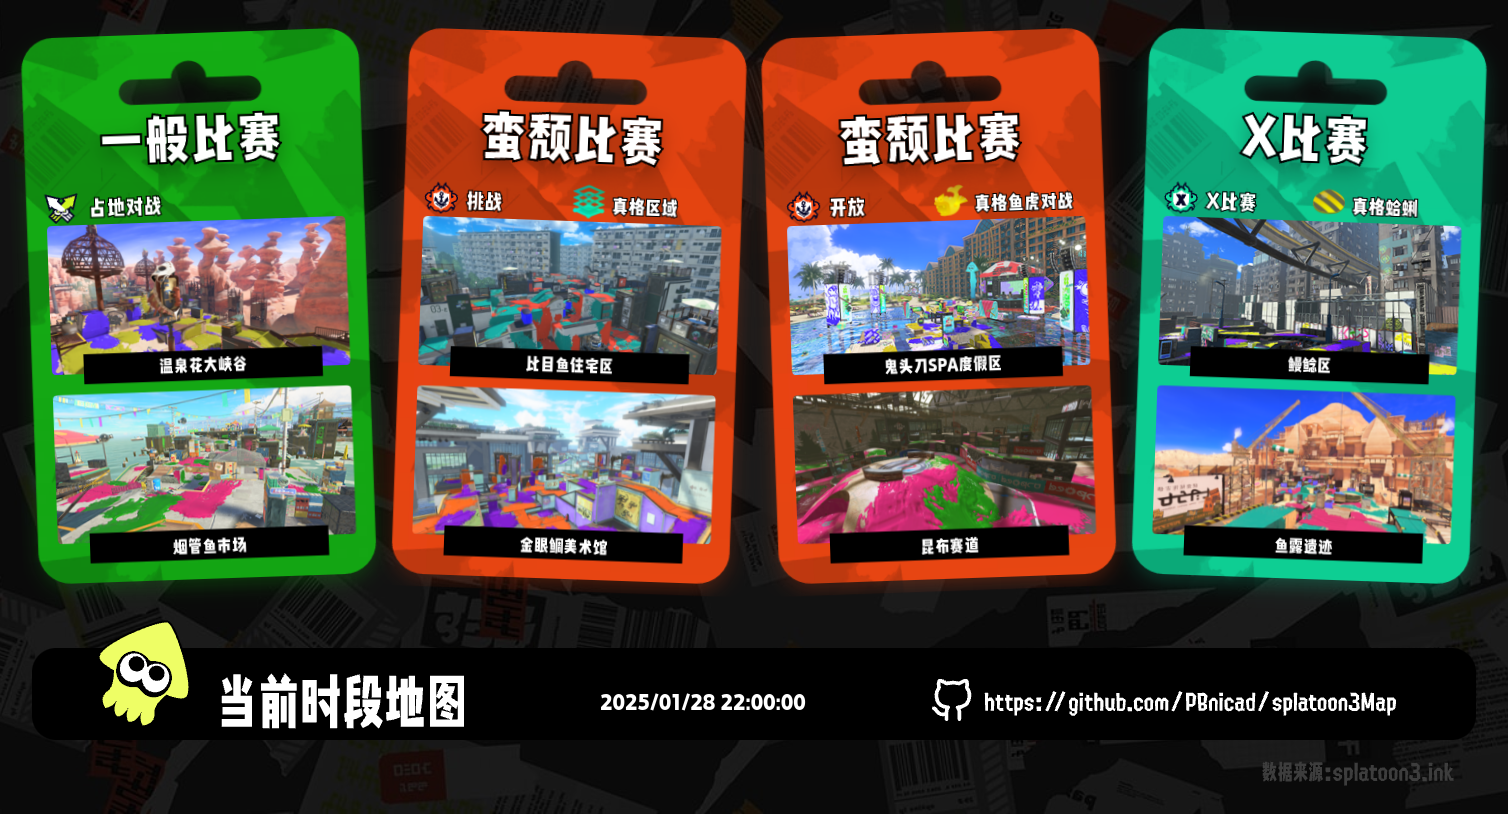 一般比赛
占地对战
温泉花大峡谷
烟管鱼市场
蛮颓比赛
挑战
真格区域
比目鱼住宅区
金眼鲷美术馆
蛮颓比赛
开放
真格鱼虎对战
鬼头刀SPA度假区
昆布赛道
X比赛
X比赛
真格蛤蜊
鳗鲶区
鱼露遗迹
当前时段地图
2025/01/28 22:00:00
https://github.com/PBnicad/splatoon3Map
数据来源:splatoon3.ink